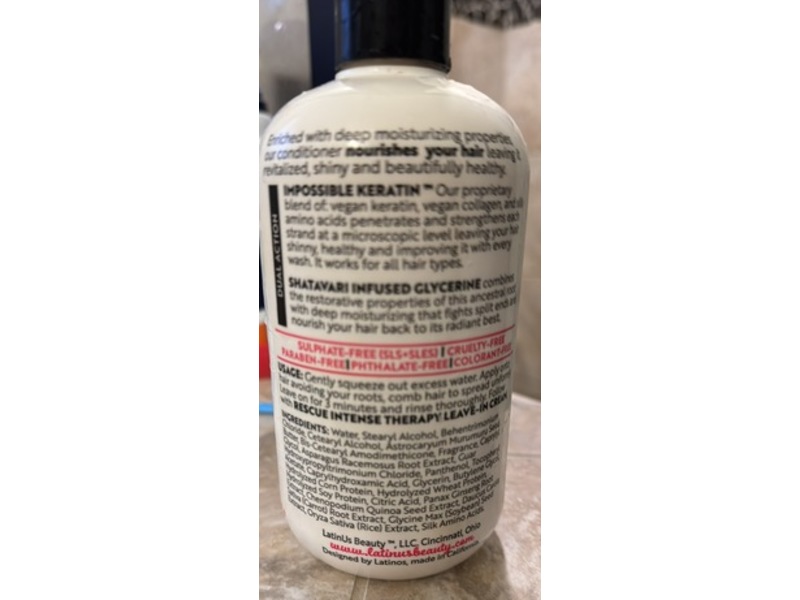 Enriched with deep moisturizing properties,
our conditioner nourishes your hair leaving it
revitalized, shiny and beautifully healthy.
DUAL ACTION
IMPOSSIBLE KERATIN™ Our proprietary
blend of: vegan keratin, vegan collagen, and silk
amino acids penetrates and strengthens each
strand at a microscopic level leaving your hair
shinny, healthy and improving it with every
wash. It works for all hair types.
SHATAVARI INFUSED GLYCERINE combines
the restorative properties of this ancestral root
with deep moisturizing that fights split ends and
nourish your hair back to its radiant best.
SULPHATE-FREE (SLS+SLES) | CRUELTY-FREE
PARABEN-FREE | PHTHALATE-FREE | COLORANT-FREE
USAGE: Gently squeeze out excess water. Apply onto
hair avoiding your roots, comb hair to spread uniformly.
Leave on for 3 minutes and rinse thoroughly. Follow
with RESCUE INTENSE THERAPY LEAVE-IN CREAM
INGREDIENTS: Water, Stearyl Alcohol, Behentrimonium
Chloride, Cetearyl Alcohol, Astrocaryum Murumuru Seed
Butter, Bis-Cetearyl Amodimethicone, Fragrance, Caprylyl
Glycol, Asparagus Racemosus Root Extract, Guar
Hydroxypropyltrimonium Chloride, Panthenol, Tocopheryl
Acetate, Caprylhydroxamic Acid, Glycerin, Butylene Glycol,
Hydrolyzed Corn Protein, Hydrolyzed Wheat Protein,
Hydrolyzed Soy Protein, Citric Acid, Panax Ginseng Root
Extract, Chenopodium Quinoa Seed Extract, Daucus Carota
Sativa (Carrot) Root Extract, Glycine Max (Soybean) Seed
Extract, Oryza Sativa (Rice) Extract, Silk Amino Acids.
LatinUs Beauty™, LLC, Cincinnati, Ohio
www.latinusbeauty.com
Designed by Latinos, made in California